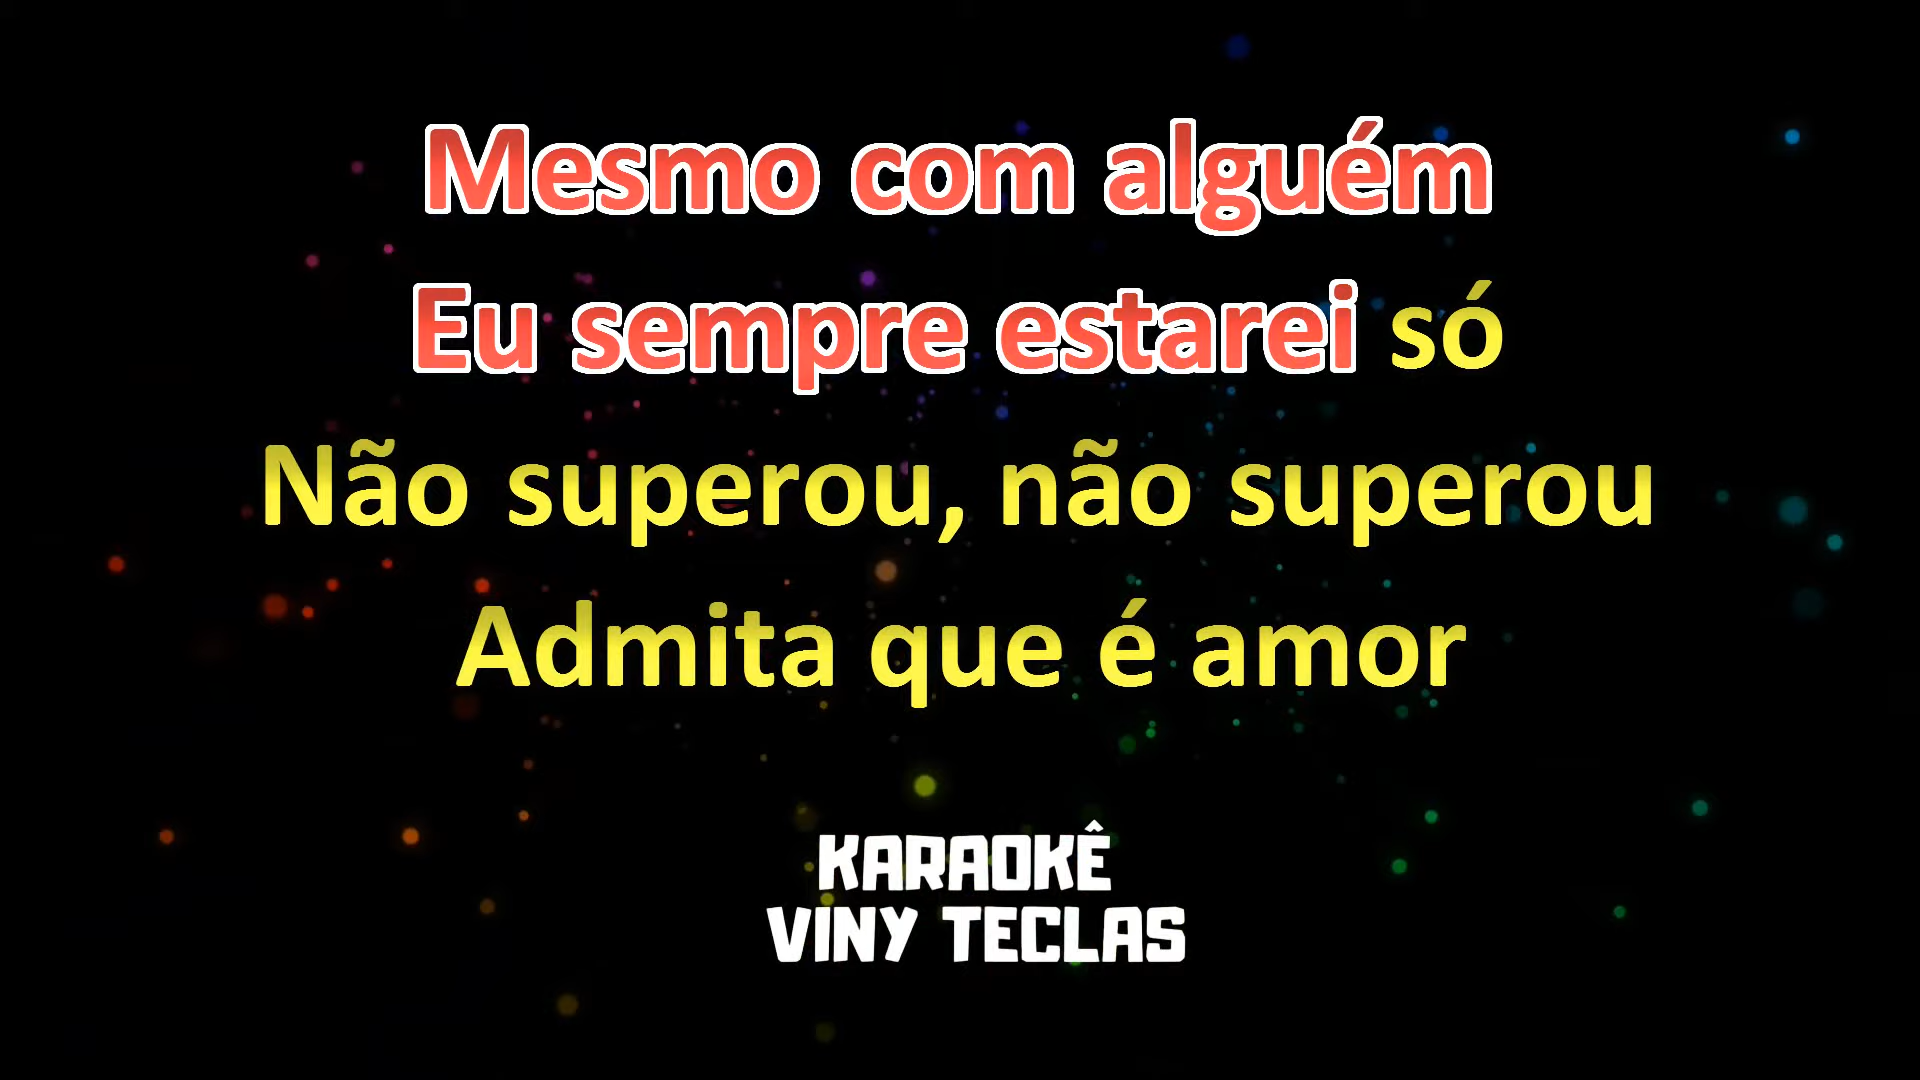 Mesmo com alguém
Eu sempre estarei só
Não superou, não superou
Admita que é amor
KARAOKÊ
VINY TECLAS